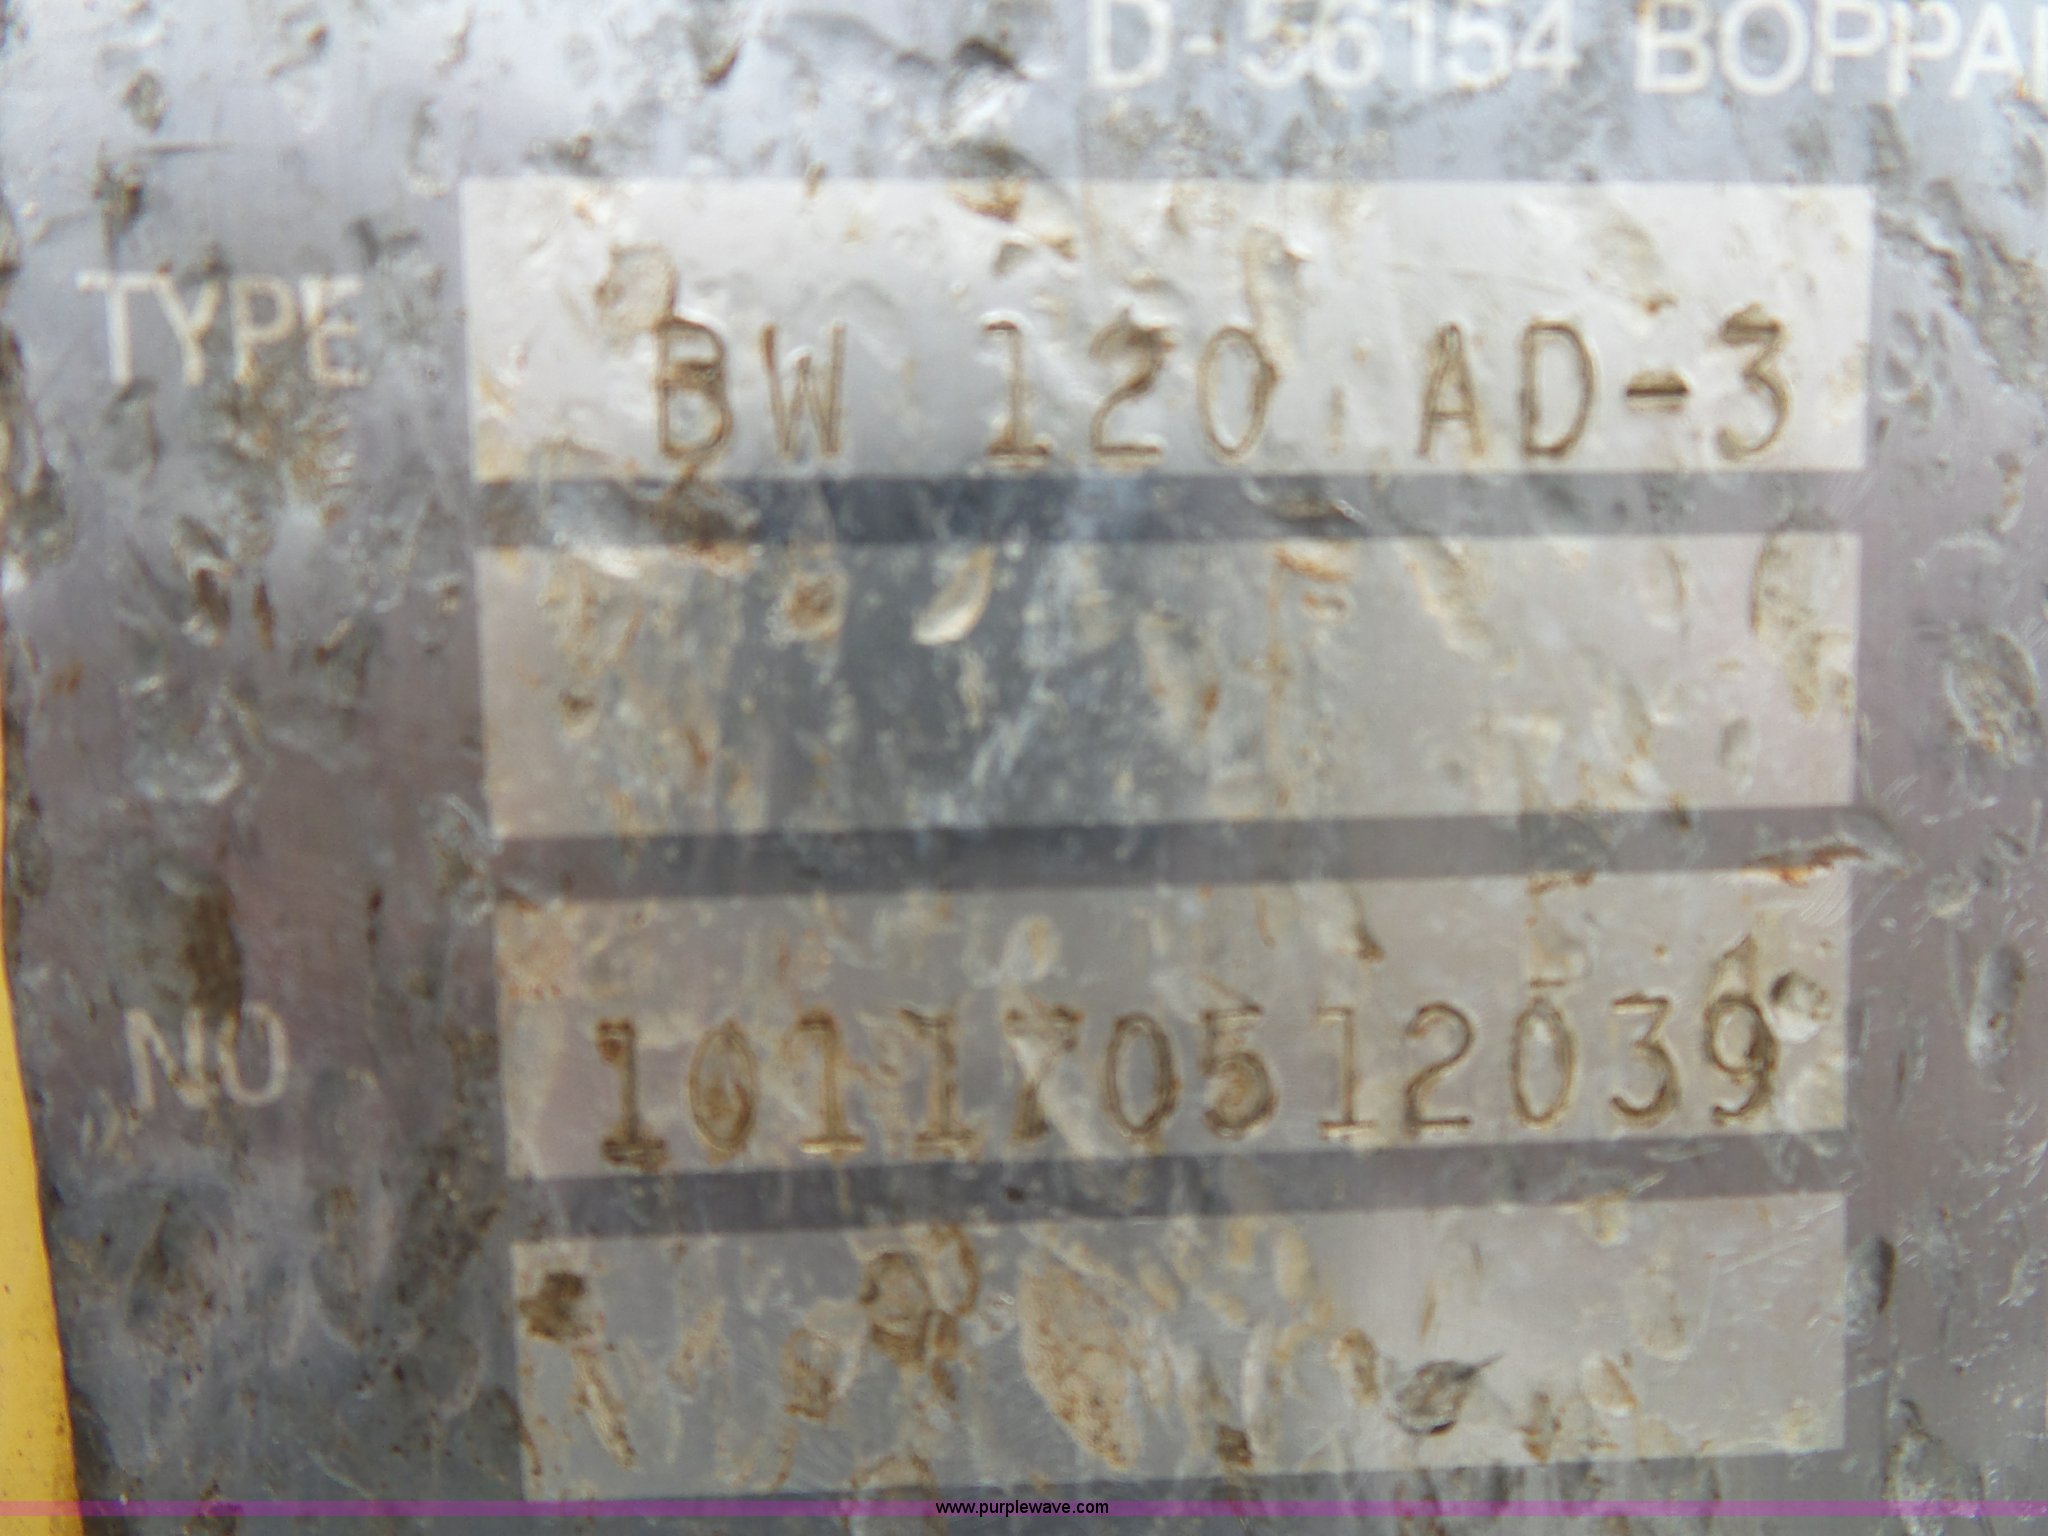 D-56154 BOPPA
TYPE BW 120 AD-3
NO 101170512039
www.purplewave.com